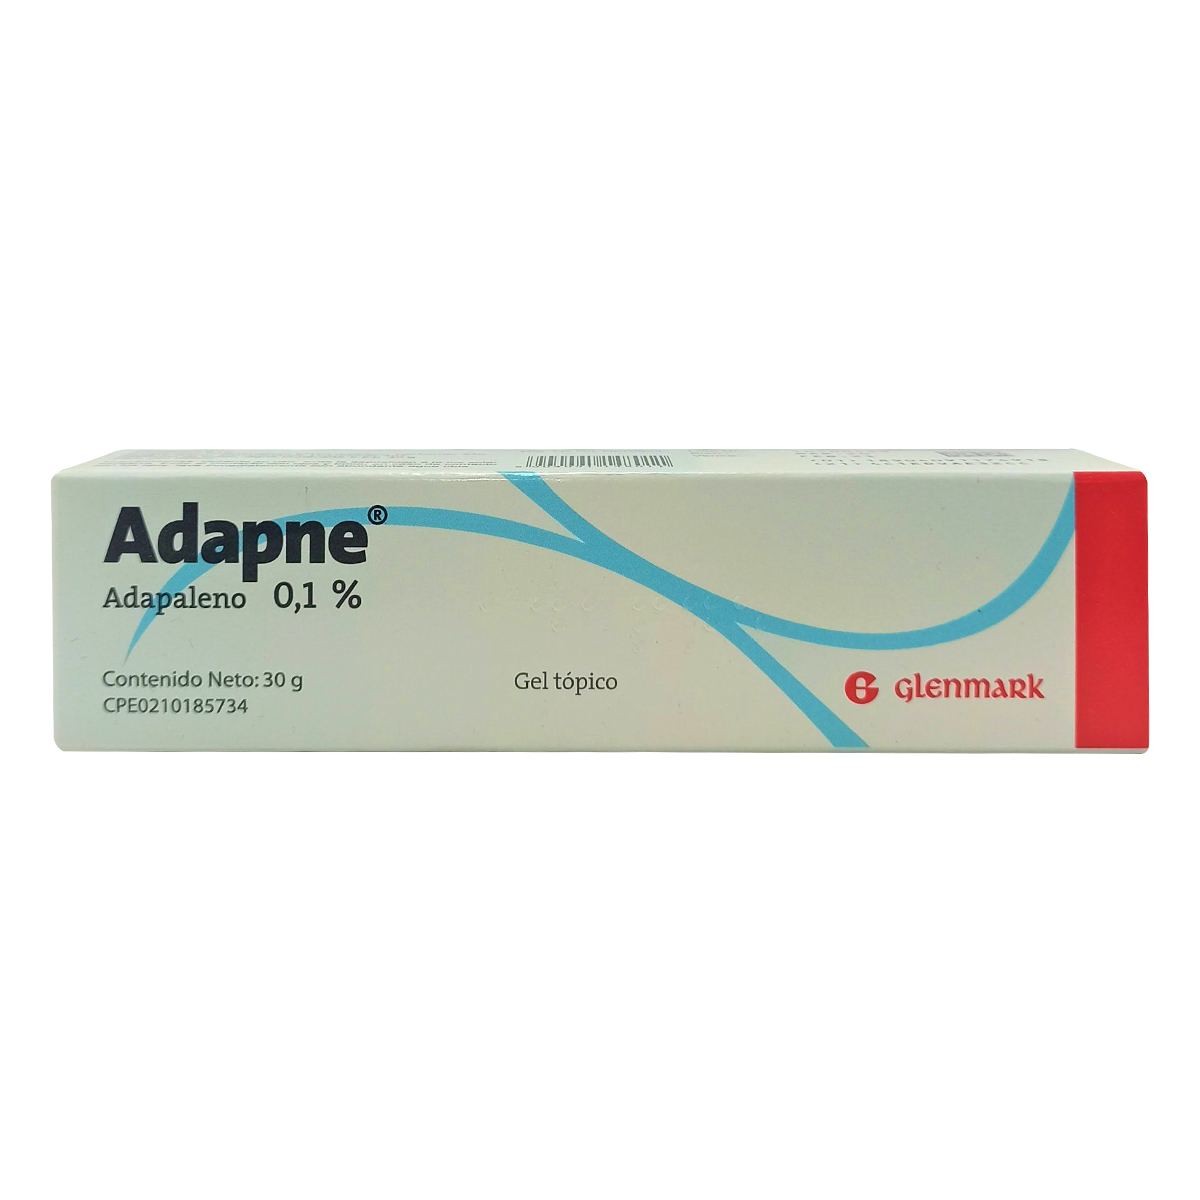 Adapne®
Adapaleno 0,1 %
Contenido Neto: 30 g
CPE0210185734
Gel tópico
G GLENMARK